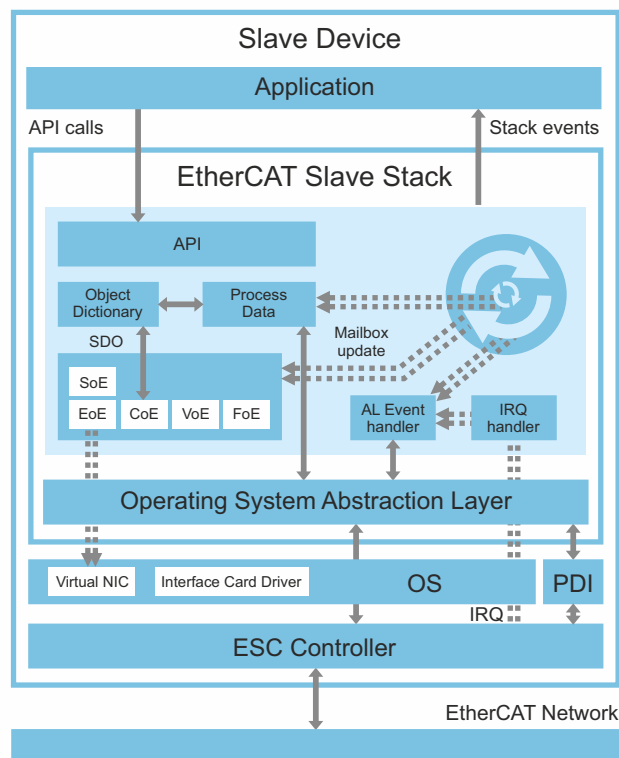 Slave Device
Application
API calls
Stack events
EtherCAT Slave Stack
API
Object
Dictionary
Process
Data
SDO
Mailbox
update
SoE
EoE
CoE
VoE
FoE
AL Event
handler
IRQ
handler
Operating System Abstraction Layer
Virtual NIC
Interface Card Driver
OS
PDI
IRQ
ESC Controller
EtherCAT Network